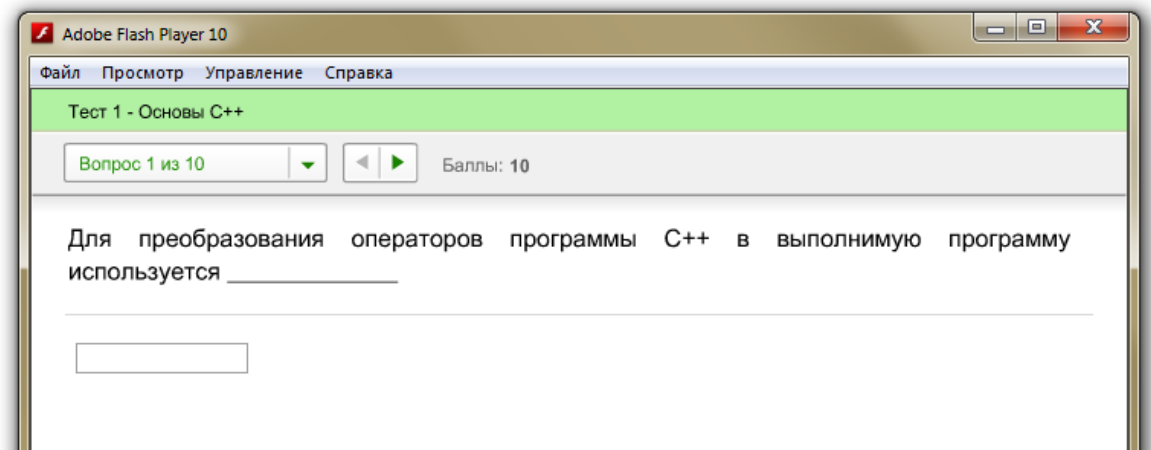 Adobe Flash Player 10
Файл Просмотр Управление Справка
Тест 1 - Основы C++
Вопрос 1 из 10
Баллы: 10
Для преобразования операторов программы C++ в выполнимую программу
используется ______________